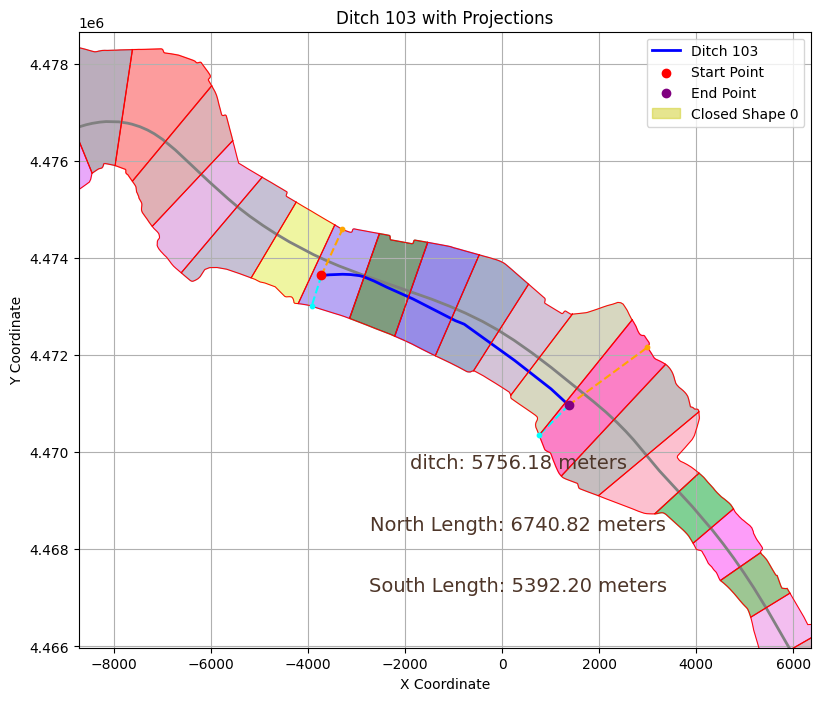 Ditch 103 with Projections
1e6
Ditch 103
Start Point
End Point
Closed Shape 0
4.478
4.476
4.474
4.472
4.470
4.468
4.466
Y Coordinate
ditch: 5756.18 meters
North Length: 6740.82 meters
South Length: 5392.20 meters
−8000 −6000 −4000 −2000 0 2000 4000 6000
X Coordinate